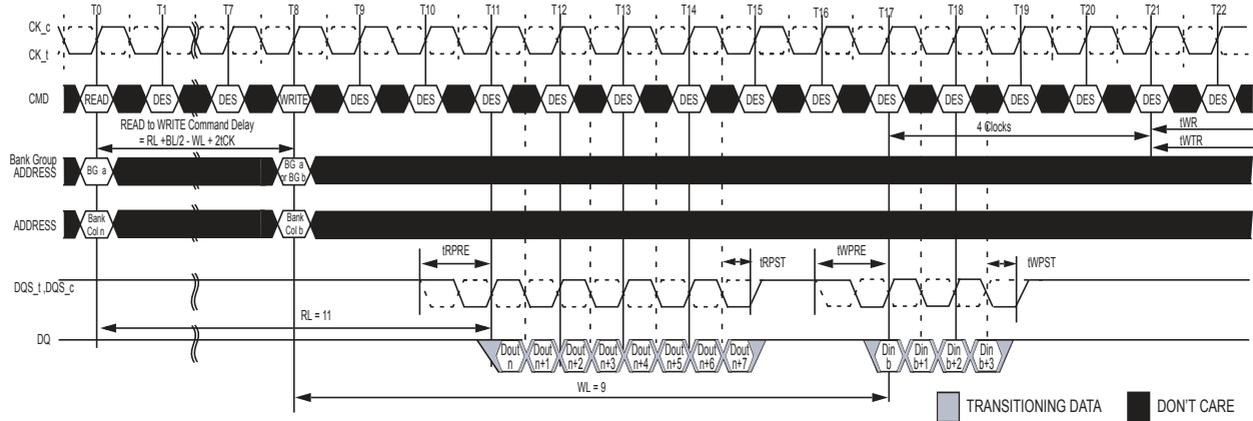 T0 T1 T7 T8 T9 T10 T11 T12 T13 T14 T15 T16 T17 T18 T19 T20 T21 T22
CK_c
CK_t
CMD READ DES DES WRITE DES DES DES DES DES DES DES DES DES DES DES DES DES DES
READ to WRITE Command Delay
= RL +BL/2 - WL + 2tCK
4 Clocks
tWR
tWTR
Bank Group
ADDRESS
BG a
BG a
or BG b
ADDRESS
Bank
Col n
Bank
Col b
tRPRE
tRPST
tWPRE
tWPST
DQS_t ,DQS_c
RL = 11
DQ
Dout
n
Dout
n+1
Dout
n+2
Dout
n+3
Dout
n+4
Dout
n+5
Dout
n+6
Dout
n+7
Din
b
Din
b+1
Din
b+2
Din
b+3
WL = 9
TRANSITIONING DATA
DON'T CARE